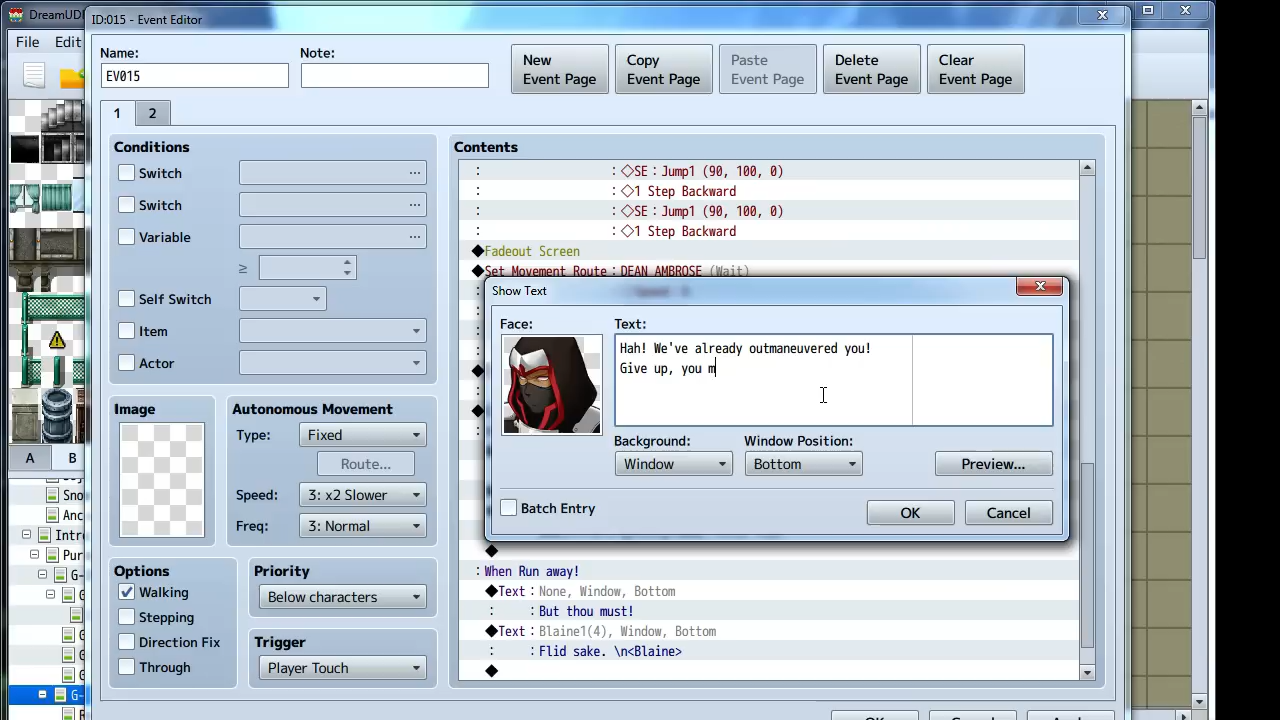 DreamUDI
ID:015 - Event Editor
File Edit
Name:
Note:
EV015
New
Event Page
Copy
Event Page
Paste
Event Page
Delete
Event Page
Clear
Event Page
1 2
Conditions
Switch ...
Switch ...
Variable ...
≥
Self Switch
Item
Actor
Image
Autonomous Movement
Type: Fixed
Route...
Speed: 3: x2 Slower
Freq: 3: Normal
Options
Walking
Stepping
Direction Fix
Through
Priority
Below characters
Trigger
Player Touch
Contents
: : ◇SE : Jump1 (90, 100, 0)
: : ◇1 Step Backward
: : ◇SE : Jump1 (90, 100, 0)
: : ◇1 Step Backward
◆Fadeout Screen
◆Set Movement Route : DEAN AMBROSE (Wait)
Show Text
Face:
Text:
Hah! We've already outmaneuvered you!
Give up, you m
Background:
Window
Window Position:
Bottom
Preview...
Batch Entry
OK
Cancel
◆
: When Run away!
◆Text : None, Window, Bottom
: : But thou must!
◆Text : Blaine1(4), Window, Bottom
: : Flid sake. \n<Blaine>
◆
A B
Sno
Anc
Intro
Pur
G-
G
G
G
G
G-